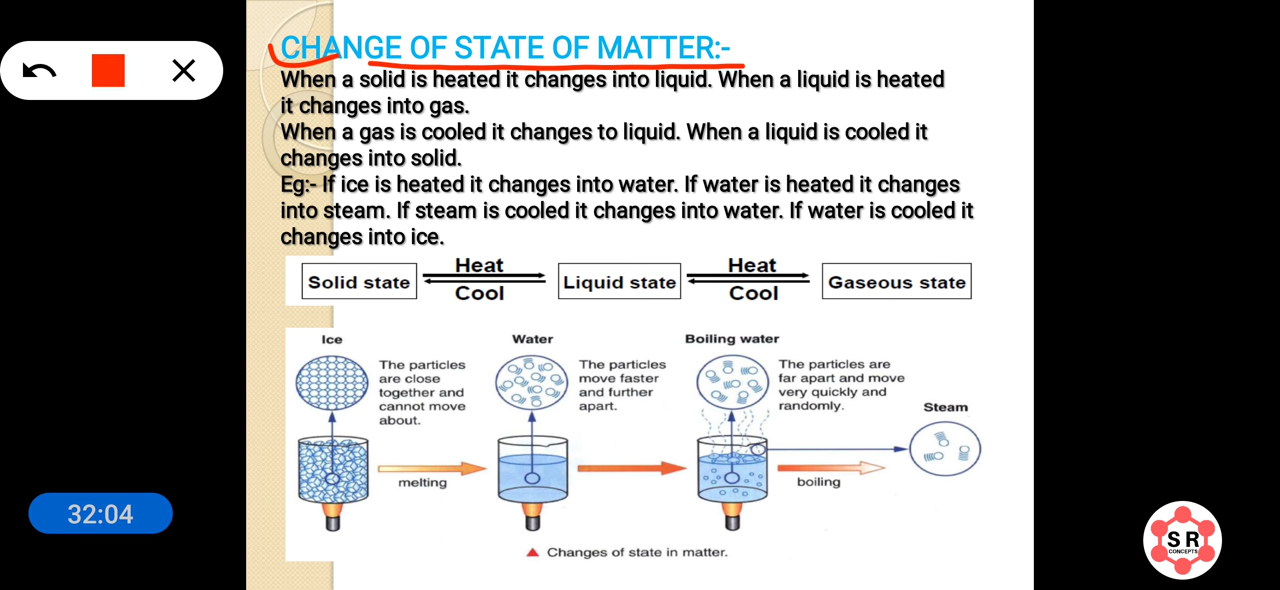 CHANGE OF STATE OF MATTER:-
When a solid is heated it changes into liquid. When a liquid is heated
it changes into gas.
When a gas is cooled it changes to liquid. When a liquid is cooled it
changes into solid.
Eg:- If ice is heated it changes into water. If water is heated it changes
into steam. If steam is cooled it changes into water. If water is cooled it
changes into ice.
Heat
Heat
Solid state
Liquid state
Gaseous state
Cool
Cool
Ice
Water
Boiling water
The particles
are close
together and
cannot move
about.
The particles
move faster
and further
apart.
The particles are
far apart and move
very quickly and
randomly.
Steam
melting
boiling
Changes of state in matter.
32:04
S R
CONCEPTS